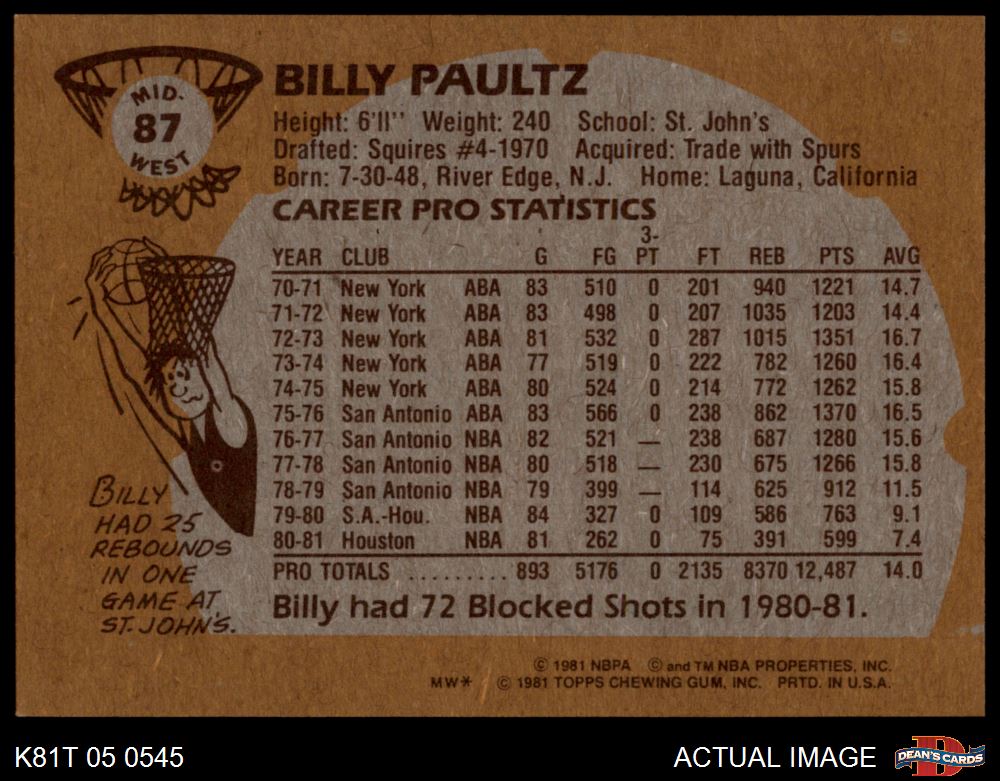 MID-
87
WEST
BILLY PAULTZ
Height: 6'11'' Weight: 240 School: St. John's
Drafted: Squires #4-1970 Acquired: Trade with Spurs
Born: 7-30-48, River Edge, N.J. Home: Laguna, California
CAREER PRO STATISTICS
YEAR CLUB G FG 3-PT FT REB PTS AVG
70-71 New York ABA 83 510 0 201 940 1221 14.7
71-72 New York ABA 83 498 0 207 1035 1203 14.4
72-73 New York ABA 81 532 0 287 1015 1351 16.7
73-74 New York ABA 77 519 0 222 782 1260 16.4
74-75 New York ABA 80 524 0 214 772 1262 15.8
75-76 San Antonio ABA 83 566 0 238 862 1370 16.5
76-77 San Antonio NBA 82 521 — 238 687 1280 15.6
77-78 San Antonio NBA 80 518 — 230 675 1266 15.8
78-79 San Antonio NBA 79 399 — 114 625 912 11.5
79-80 S.A.-Hou. NBA 84 327 0 109 586 763 9.1
80-81 Houston NBA 81 262 0 75 391 599 7.4
PRO TOTALS ......... 893 5176 0 2135 8370 12,487 14.0
Billy had 72 Blocked Shots in 1980-81.
BILLY
HAD 25
REBOUNDS
IN ONE
GAME AT
ST. JOHN'S.
© 1981 NBPA © and TM NBA PROPERTIES, INC.
MW* © 1981 TOPPS CHEWING GUM, INC. PRTD. IN U.S.A.
K81T 05 0545
ACTUAL IMAGE
D
DEAN'S CARDS